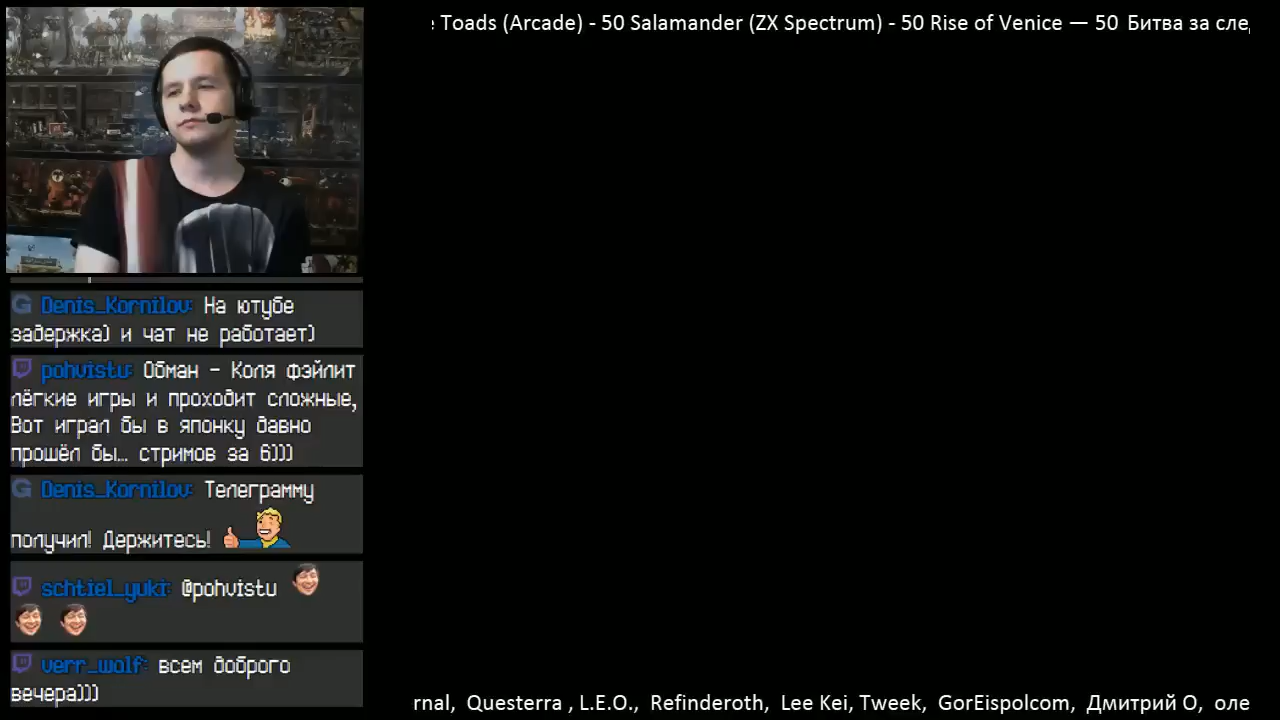 Toads (Arcade) - 50 Salamander (ZX Spectrum) - 50 Rise of Venice — 50 Битва за сле
Denis_Kornilov: На ютубе
задержка) и чат не работает)
pohvistu: Обман - Коля фэйлит
лёгкие игры и проходит сложные,
Вот играл бы в японку давно
прошёл бы... стримов за 6)))
Denis_Kornilov: Телеграмму
получил! Держитесь!
schtiel_yuki: @pohvistu
verr_wolf: всем доброго
вечера)))
rnal, Questerra , L.E.O., Refinderoth, Lee Kei, Tweek, GorEispolcom, Дмитрий О, оле